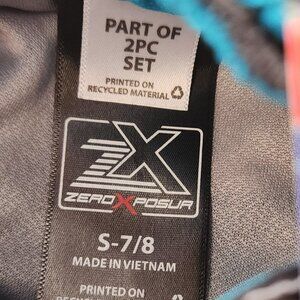 PART OF
2PC
SET
PRINTED ON
RECYCLED MATERIAL
ZX
ZEROXPOSUR
S-7/8
MADE IN VIETNAM
PRINTED ON